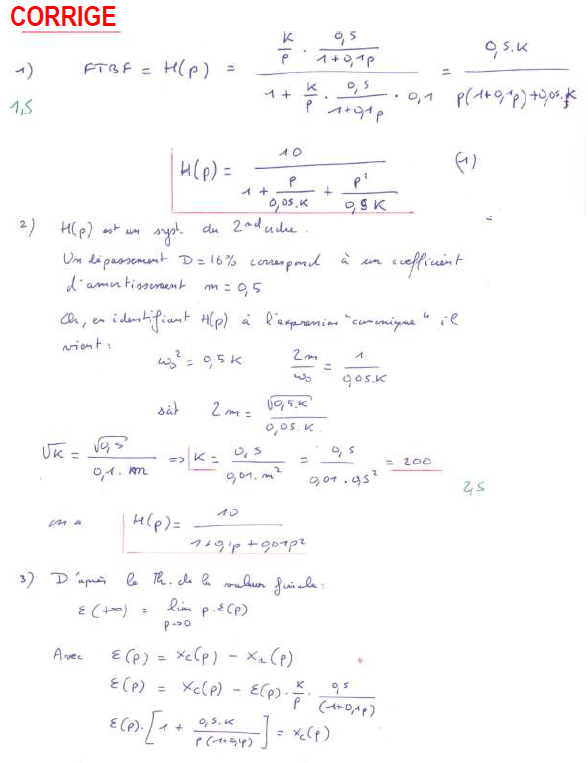 CORRIGE
1) FTBF = H(p) = (K/p · 0,5/(1+0,1p)) / (1 + K/p · 0,5/(1+0,1p) · 0,1) = 0,5.K / (p(1+0,1p)+0,05.K)
1,5
H(p) = 10 / (1 + p/(0,05.K) + p²/(0,5K)) (1)
2) H(p) est un syst. du 2nd ordre.
Un dépassement D=16% correspond à un coefficient
d'amortissement m = 0,5
Or, en identifiant H(p) à l'expression "canonique" il
vient :
ω0² = 0,5K 2m/ω0 = 1/(0,05.K)
soit 2m = √(0,5.K) / (0,05.K)
√K = √0,5 / (0,1.m) => K = 0,5/(0,01.m²) = 0,5/(0,01.0,5²) = 200
2,5
on a H(p) = 10 / (1+0,1p+0,01p²)
3) D'après le Th. de la valeur finale :
ε(+∞) = lim p.ε(p)
p→0
Avec ε(p) = Xc(p) - Xr(p)
ε(p) = Xc(p) - ε(p). K/p . 0,5/(1+0,1p)
ε(p).[1 + 0,5.K/(p(1+0,1p))] = Xc(p)